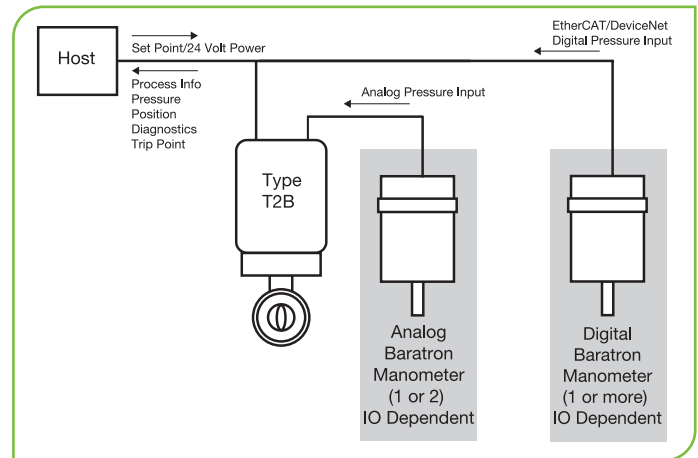 Host
Set Point/24 Volt Power
Process Info
Pressure
Position
Diagnostics
Trip Point
EtherCAT/DeviceNet
Digital Pressure Input
Analog Pressure Input
Type
T2B
Analog
Baratron
Manometer
(1 or 2)
IO Dependent
Digital
Baratron
Manometer
(1 or more)
IO Dependent